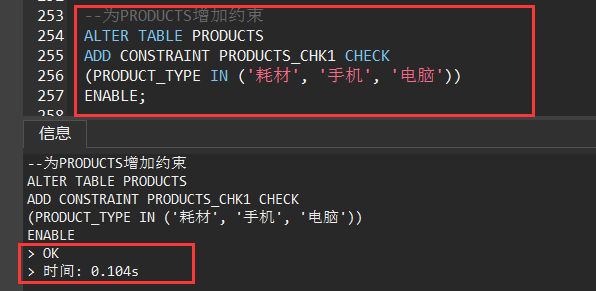 253 --为PRODUCTS增加约束
254 ALTER TABLE PRODUCTS
255 ADD CONSTRAINT PRODUCTS_CHK1 CHECK
256 (PRODUCT_TYPE IN ('耗材', '手机', '电脑'))
257 ENABLE;
258
信息
--为PRODUCTS增加约束
ALTER TABLE PRODUCTS
ADD CONSTRAINT PRODUCTS_CHK1 CHECK
(PRODUCT_TYPE IN ('耗材', '手机', '电脑'))
ENABLE
> OK
> 时间: 0.104s